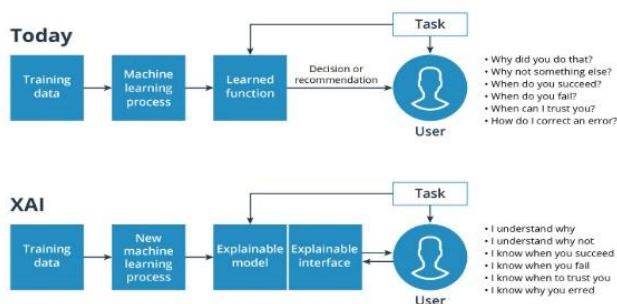 Today
Task
Training
data
Machine
learning
process
Learned
function
Decision or
recommendation
User
• Why did you do that?
• Why not something else?
• When do you succeed?
• When do you fail?
• When can I trust you?
• How do I correct an error?
XAI
Task
Training
data
New
machine
learning
process
Explainable
model
Explainable
interface
User
• I understand why
• I understand why not
• I know when you succeed
• I know when you fail
• I know when to trust you
• I know why you erred